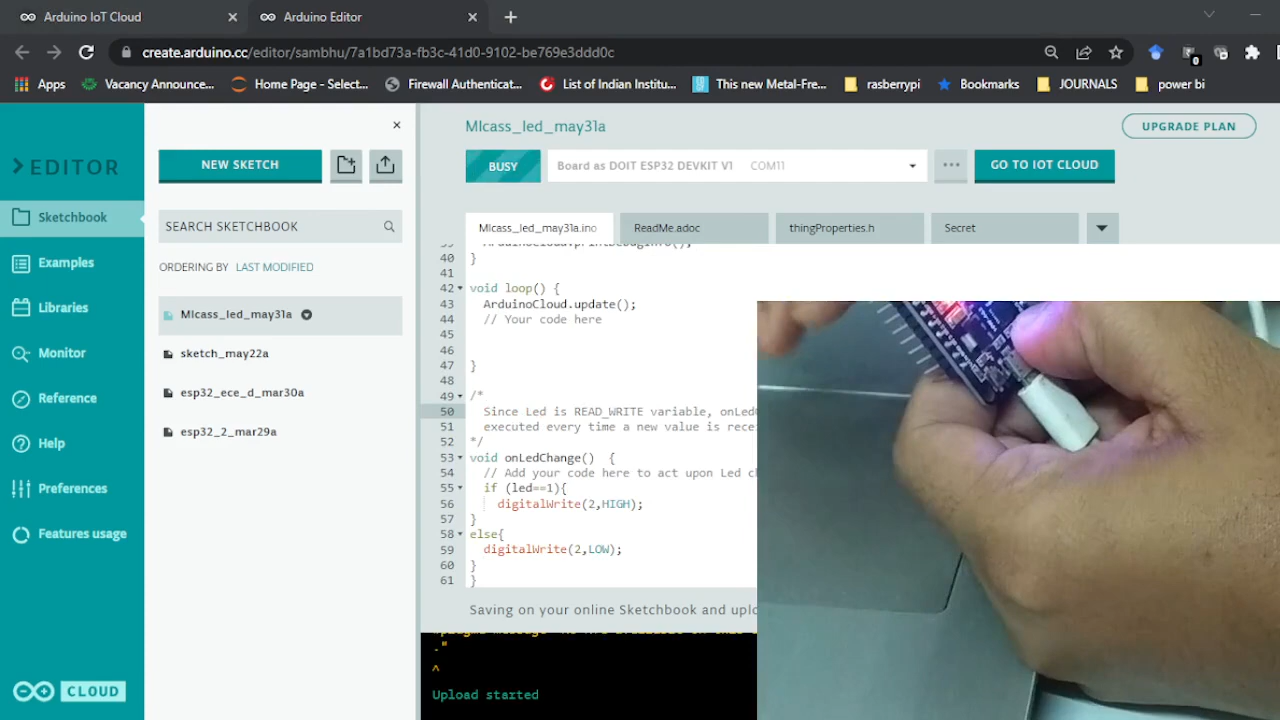 Arduino IoT Cloud
Arduino Editor
create.arduino.cc/editor/sambhu/7a1bd73a-fb3c-41d0-9102-be769e3ddd0c
0
Apps
Vacancy Announce...
Home Page - Select...
Firewall Authenticat...
List of Indian Institu...
This new Metal-Fre...
rasberrypi
Bookmarks
JOURNALS
power bi
EDITOR
Sketchbook
Examples
Libraries
Monitor
Reference
Help
Preferences
Features usage
CLOUD
NEW SKETCH
SEARCH SKETCHBOOK
ORDERING BY LAST MODIFIED
Mlcass_led_may31a
sketch_may22a
esp32_ece_d_mar30a
esp32_2_mar29a
Mlcass_led_may31a
UPGRADE PLAN
BUSY
Board as DOIT ESP32 DEVKIT V1 COM11
GO TO IOT CLOUD
Mlcass_led_may31a.ino
ReadMe.adoc
thingProperties.h
Secret
39 ArduinoCloud.printDebugInfo();
40 }
41
42 void loop() {
43 ArduinoCloud.update();
44 // Your code here
45
46
47 }
48
49 /*
50 Since Led is READ_WRITE variable, onLedC
51 executed every time a new value is rece
52 */
53 void onLedChange() {
54 // Add your code here to act upon Led c
55 if (led==1){
56 digitalWrite(2,HIGH);
57 }
58 else{
59 digitalWrite(2,LOW);
60 }
61 }
Saving on your online Sketchbook and uplo
."
^
Upload started